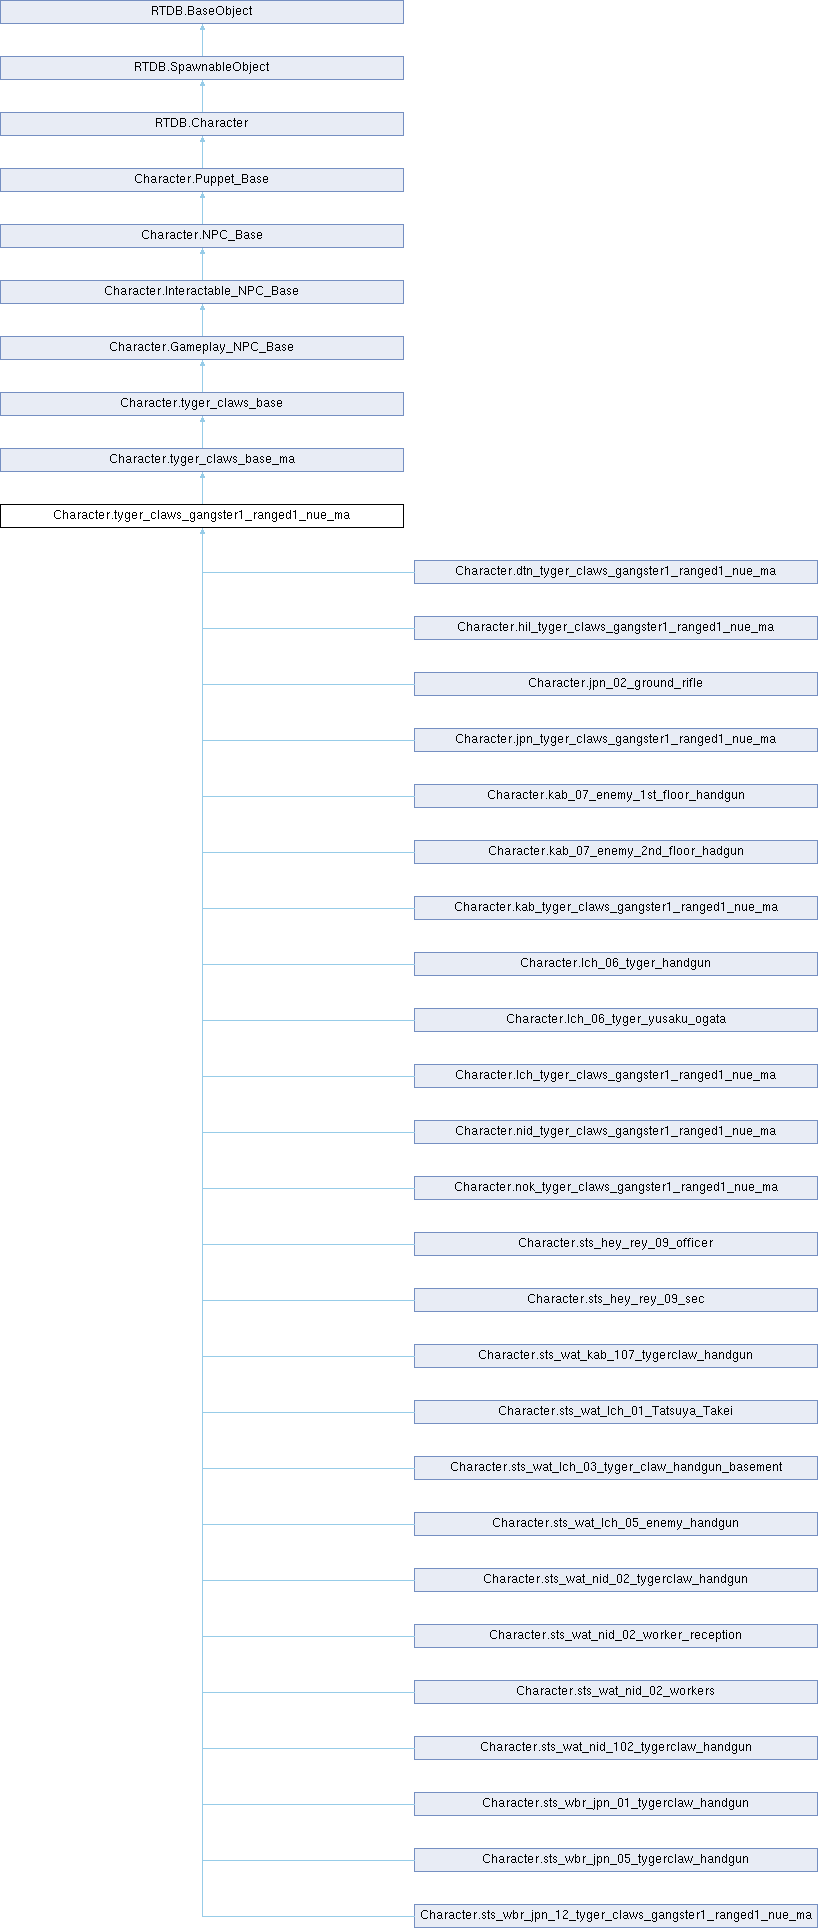 RTDB.BaseObject
RTDB.SpawnableObject
RTDB.Character
Character.Puppet_Base
Character.NPC_Base
Character.Interactable_NPC_Base
Character.Gameplay_NPC_Base
Character.tyger_claws_base
Character.tyger_claws_base_ma
Character.tyger_claws_gangster1_ranged1_nue_ma
Character.dtn_tyger_claws_gangster1_ranged1_nue_ma
Character.hil_tyger_claws_gangster1_ranged1_nue_ma
Character.jpn_02_ground_rifle
Character.jpn_tyger_claws_gangster1_ranged1_nue_ma
Character.kab_07_enemy_1st_floor_handgun
Character.kab_07_enemy_2nd_floor_hadgun
Character.kab_tyger_claws_gangster1_ranged1_nue_ma
Character.lch_06_tyger_handgun
Character.lch_06_tyger_yusaku_ogata
Character.lch_tyger_claws_gangster1_ranged1_nue_ma
Character.nid_tyger_claws_gangster1_ranged1_nue_ma
Character.nok_tyger_claws_gangster1_ranged1_nue_ma
Character.sts_hey_rey_09_officer
Character.sts_hey_rey_09_sec
Character.sts_wat_kab_107_tygerclaw_handgun
Character.sts_wat_lch_01_Tatsuya_Takei
Character.sts_wat_lch_03_tyger_claw_handgun_basement
Character.sts_wat_lch_05_enemy_handgun
Character.sts_wat_nid_02_tygerclaw_handgun
Character.sts_wat_nid_02_worker_reception
Character.sts_wat_nid_02_workers
Character.sts_wat_nid_102_tygerclaw_handgun
Character.sts_wbr_jpn_01_tygerclaw_handgun
Character.sts_wbr_jpn_05_tygerclaw_handgun
Character.sts_wbr_jpn_12_tyger_claws_gangster1_ranged1_nue_ma